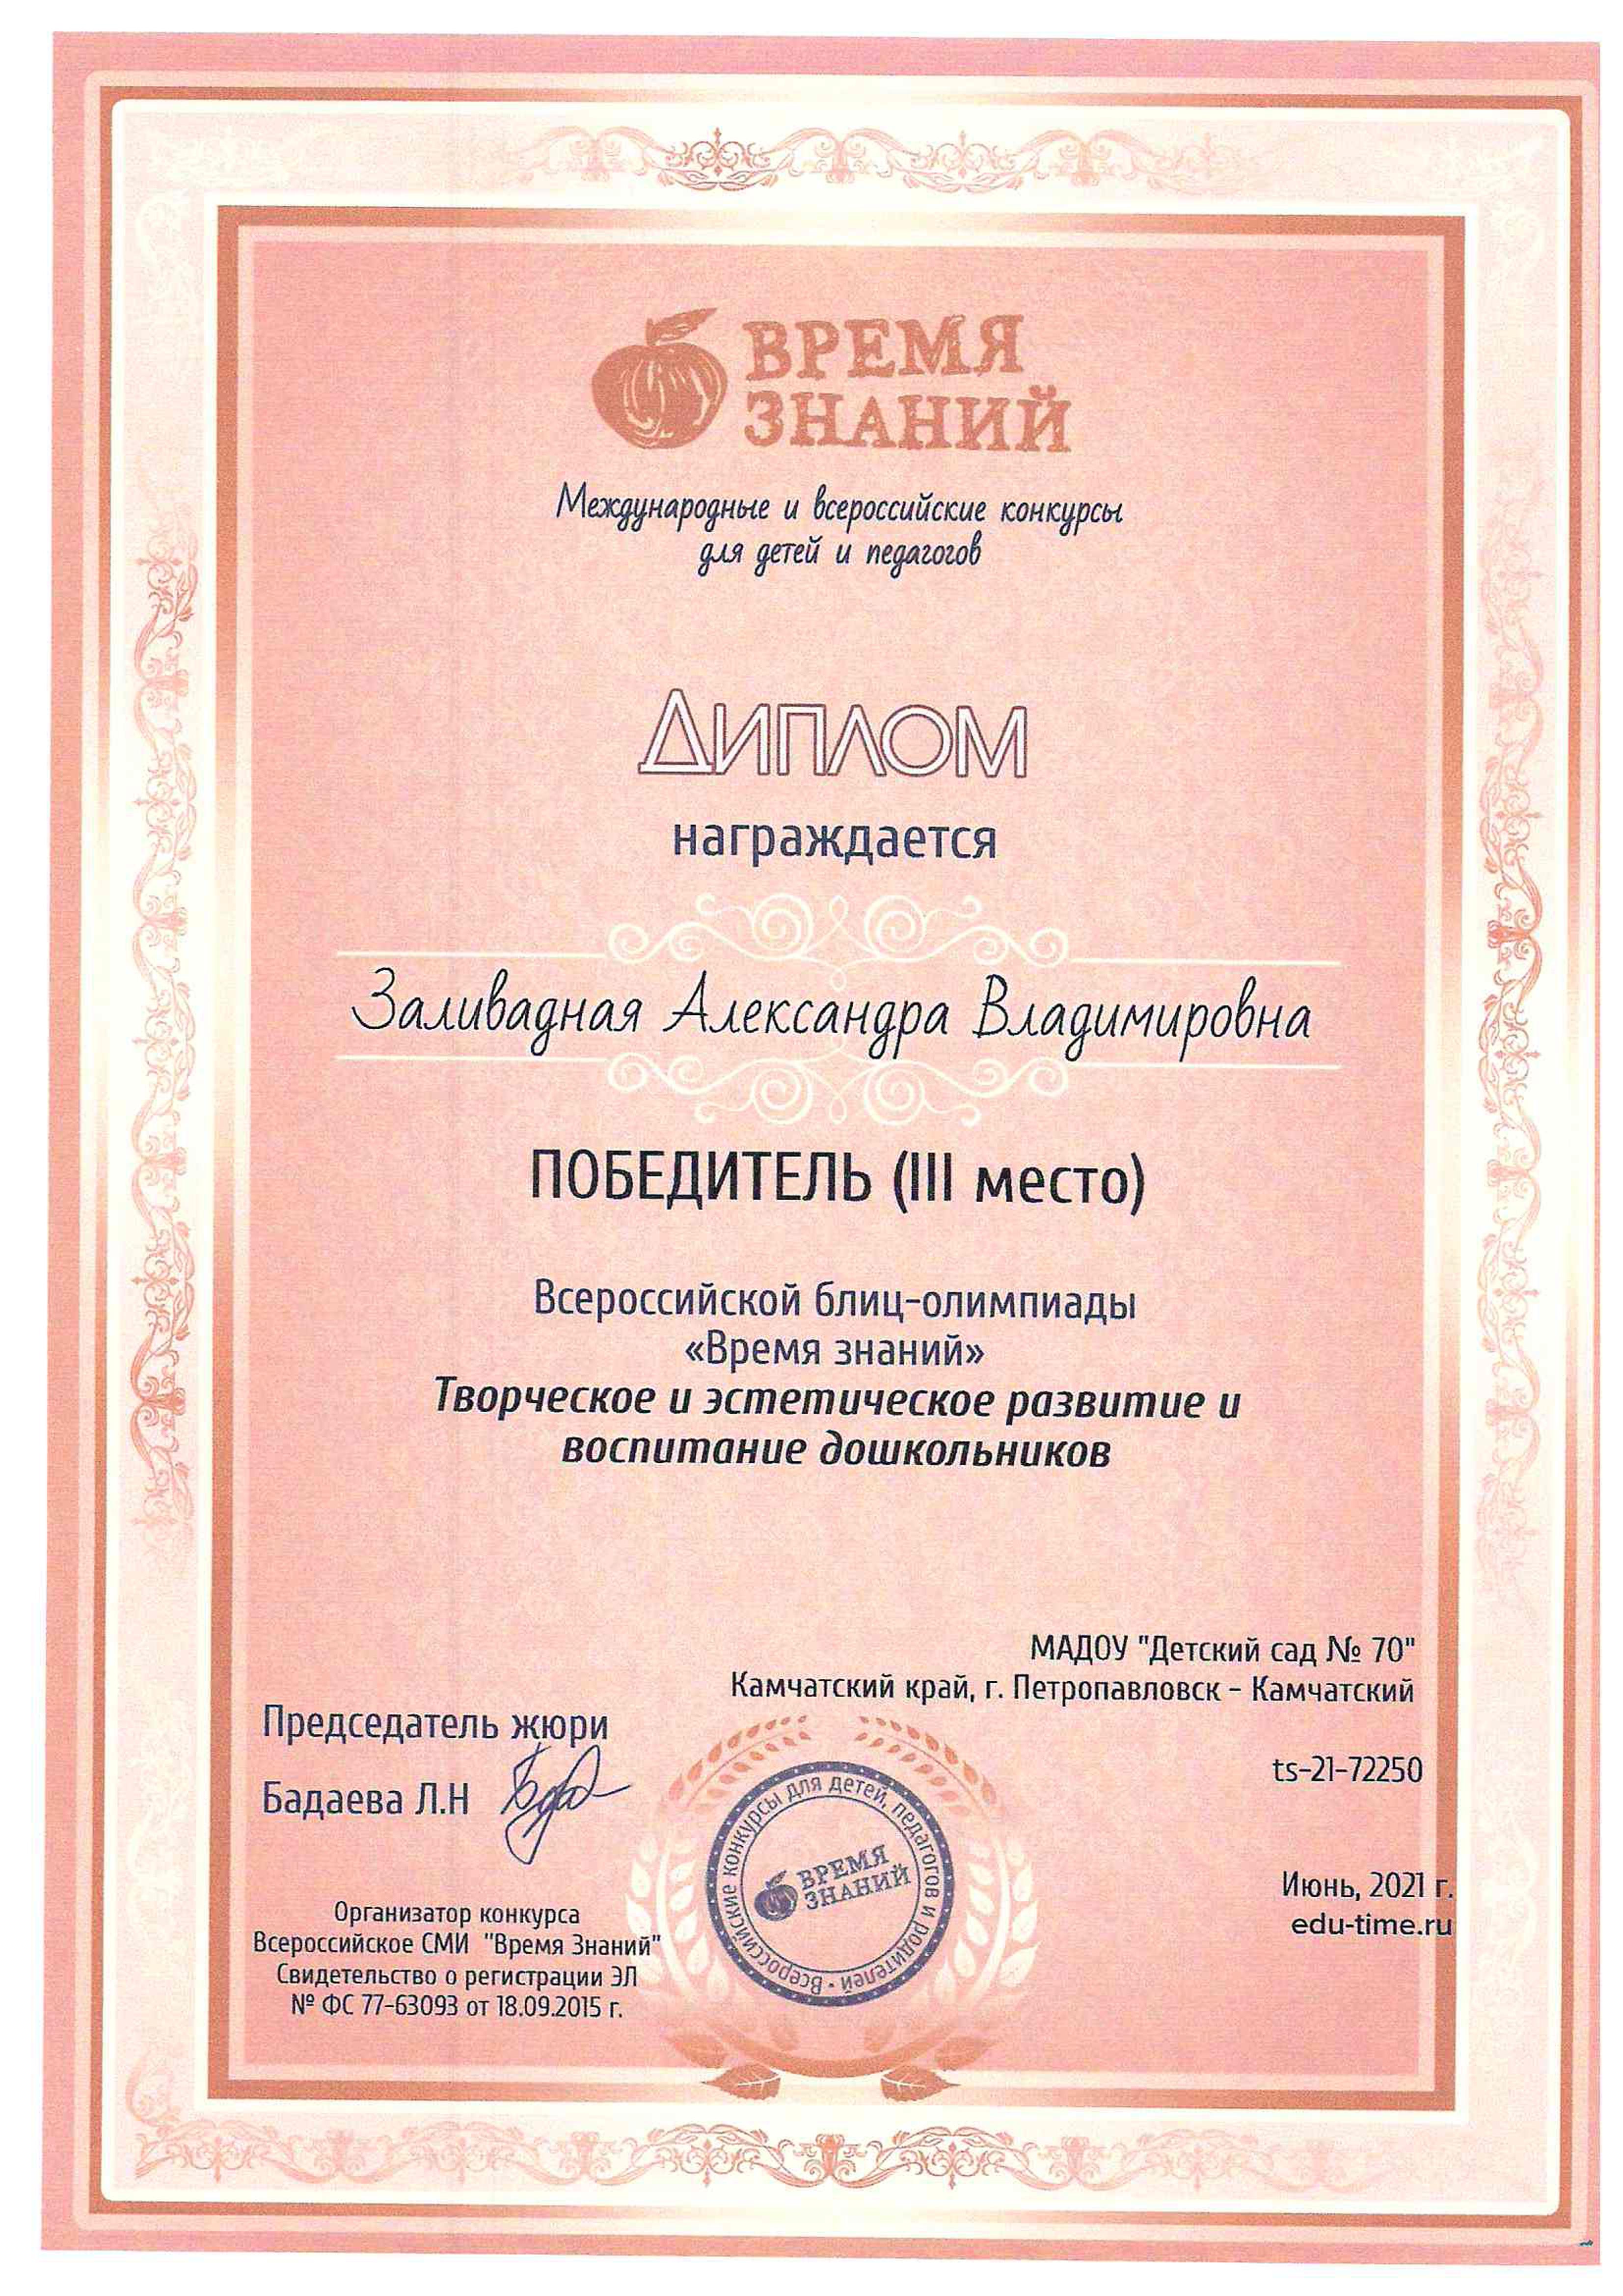 ВРЕМЯ
ЗНАНИЙ
Международные и всероссийские конкурсы
для детей и педагогов
ДИПЛОМ
награждается
Заливадная Александра Владимировна
ПОБЕДИТЕЛЬ (III место)
Всероссийской блиц-олимпиады
«Время знаний»
Творческое и эстетическое развитие и
воспитание дошкольников
МАДОУ "Детский сад № 70"
Камчатский край, г. Петропавловск - Камчатский
Председатель жюри
Бадаева Л.Н
ts-21-72250
Всероссийские конкурсы для детей, педагогов и родителей •
ВРЕМЯ
ЗНАНИЙ
Июнь, 2021 г.
edu-time.ru
Организатор конкурса
Всероссийское СМИ "Время Знаний"
Свидетельство о регистрации ЭЛ
№ ФС 77-63093 от 18.09.2015 г.